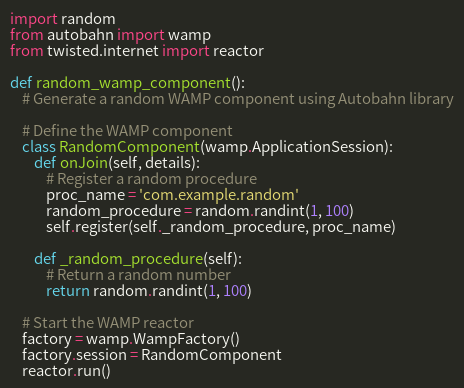 import random
from autobahn import wamp
from twisted.internet import reactor

def random_wamp_component():
    # Generate a random WAMP component using Autobahn library

    # Define the WAMP component
    class RandomComponent(wamp.ApplicationSession):
        def onJoin(self, details):
            # Register a random procedure
            proc_name = 'com.example.random'
            random_procedure = random.randint(1, 100)
            self.register(self._random_procedure, proc_name)

        def _random_procedure(self):
            # Return a random number
            return random.randint(1, 100)

    # Start the WAMP reactor
    factory = wamp.WampFactory()
    factory.session = RandomComponent
    reactor.run()